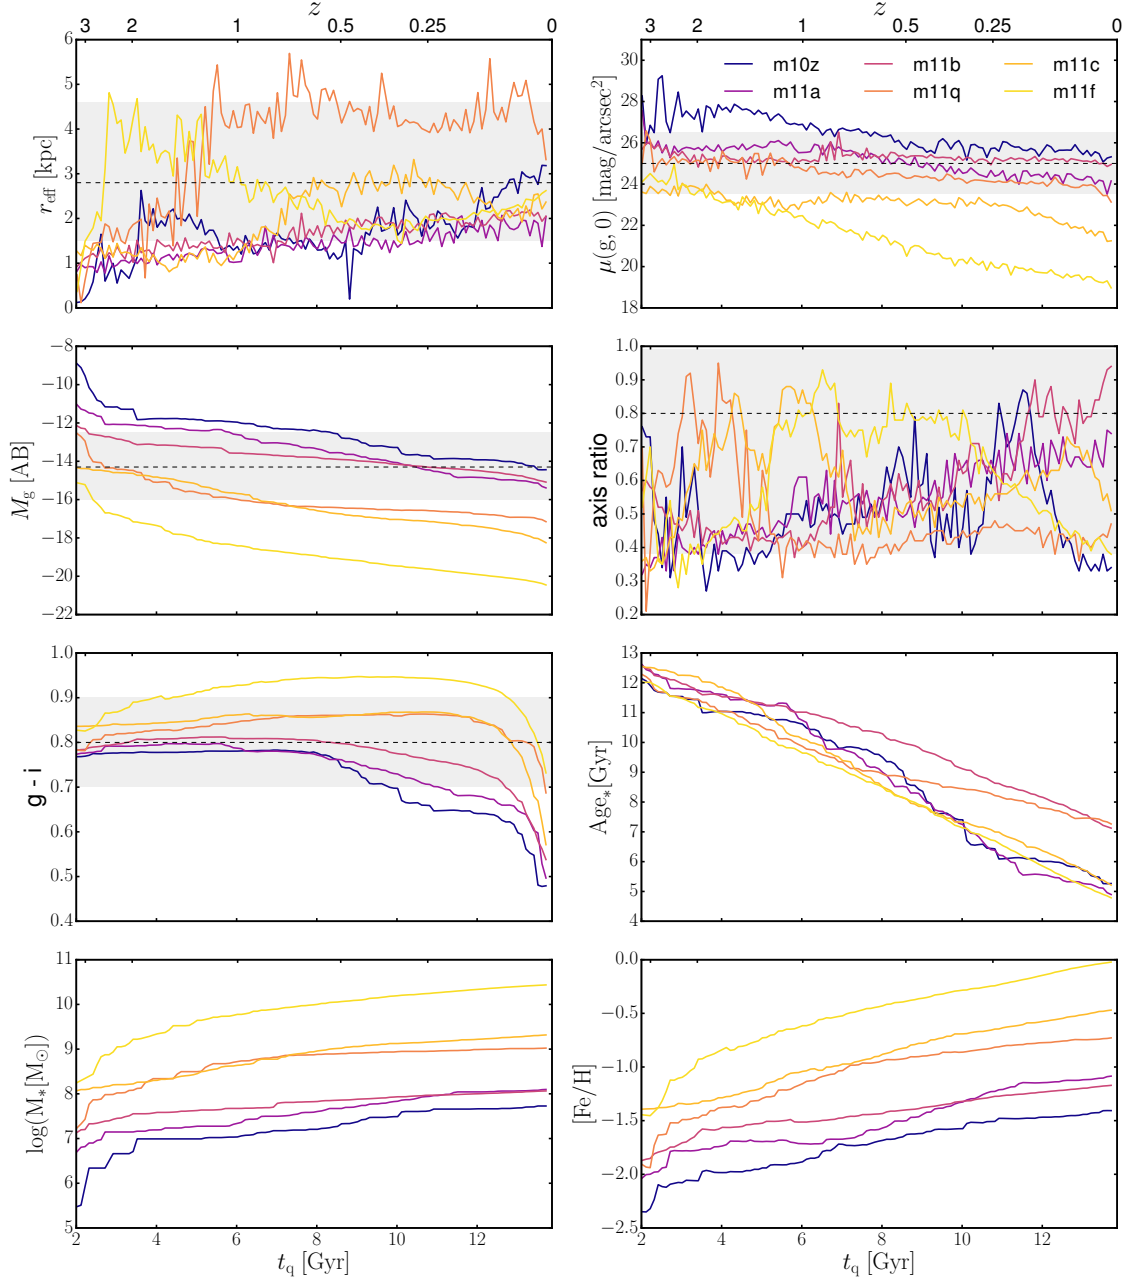 z z
3 2 1 0.5 0.25 0 3 2 1 0.5 0.25 0
6 5 4 3 2 1 0
r_eff [kpc]
30 28 26 24 22 20 18
μ(g, 0) [mag/arcsec²]
m10z m11b m11c
m11a m11q m11f
−8 −10 −12 −14 −16 −18 −20 −22
M_g [AB]
1.0 0.9 0.8 0.7 0.6 0.5 0.4 0.3 0.2
axis ratio
1.0 0.9 0.8 0.7 0.6 0.5 0.4
g - i
13 12 11 10 9 8 7 6 5 4
Age_*[Gyr]
11 10 9 8 7 6 5
log(M_*[M_⊙])
0.0 −0.5 −1.0 −1.5 −2.0 −2.5
[Fe/H]
2 4 6 8 10 12 2 4 6 8 10 12
t_q [Gyr] t_q [Gyr]